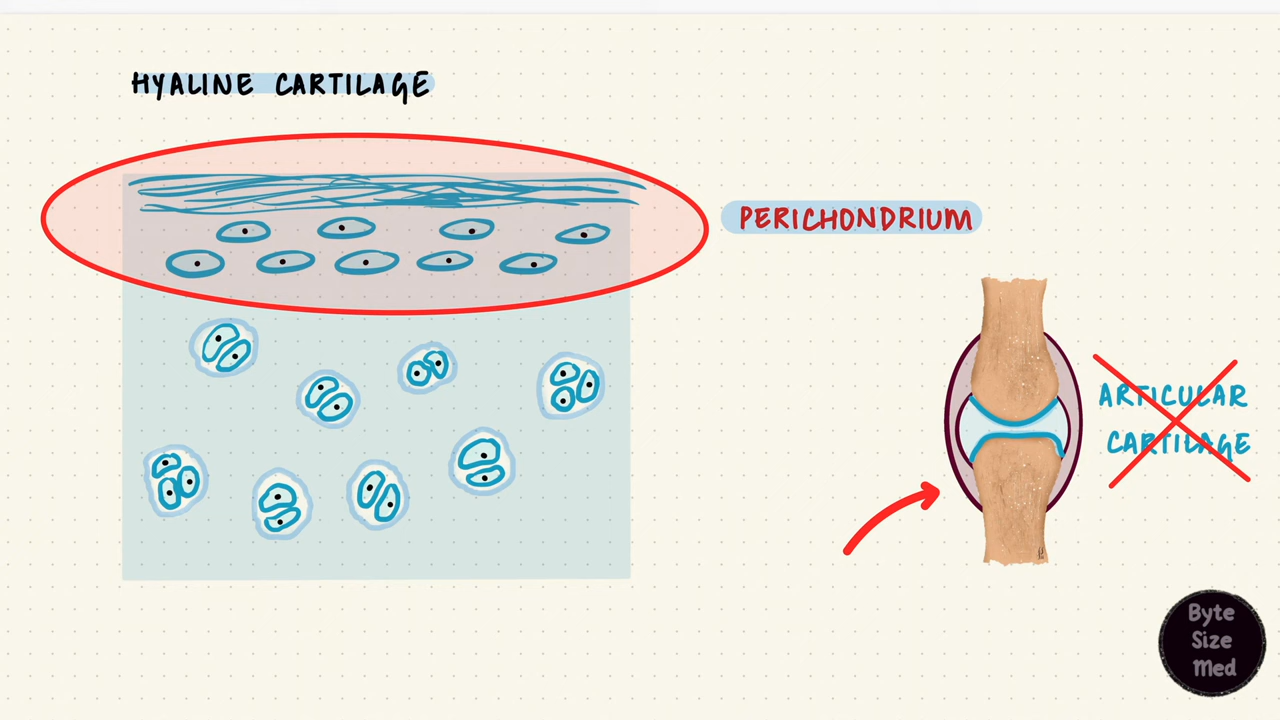 HYALINE CARTILAGE
PERICHONDRIUM
ARTICULAR
CARTILAGE
Byte
Size
Med